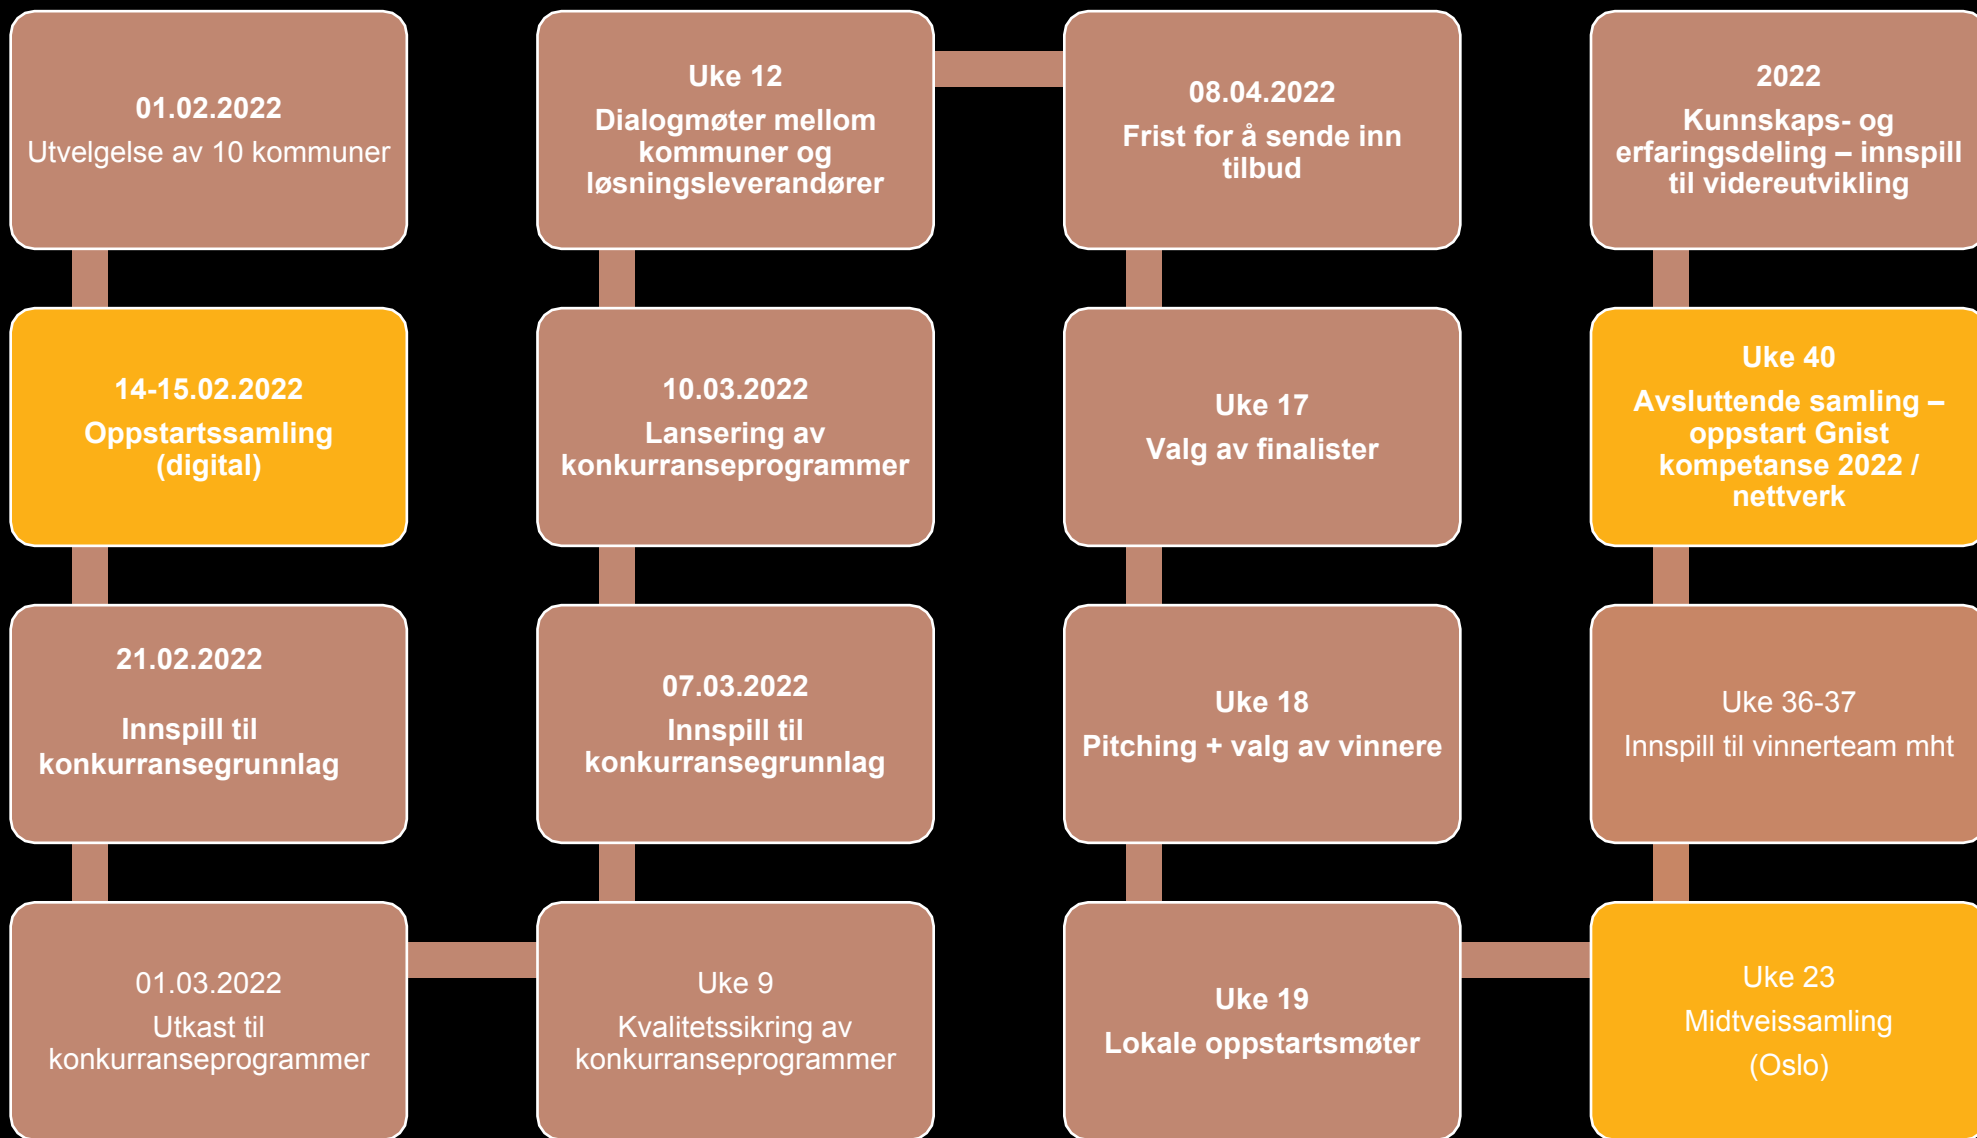 01.02.2022
Utvelgelse av 10 kommuner
14-15.02.2022
Oppstartssamling
(digital)
21.02.2022
Innspill til
konkurransegrunnlag
01.03.2022
Utkast til
konkurranseprogrammer
Uke 9
Kvalitetssikring av
konkurranseprogrammer
07.03.2022
Innspill til
konkurransegrunnlag
10.03.2022
Lansering av
konkurranseprogrammer
Uke 12
Dialogmøter mellom
kommuner og
løsningsleverandører
08.04.2022
Frist for å sende inn
tilbud
Uke 17
Valg av finalister
Uke 18
Pitching + valg av vinnere
Uke 19
Lokale oppstartsmøter
Uke 23
Midtveissamling
(Oslo)
Uke 36-37
Innspill til vinnerteam mht
Uke 40
Avsluttende samling –
oppstart Gnist
kompetanse 2022 /
nettverk
2022
Kunnskaps- og
erfaringsdeling – innspill
til videreutvikling